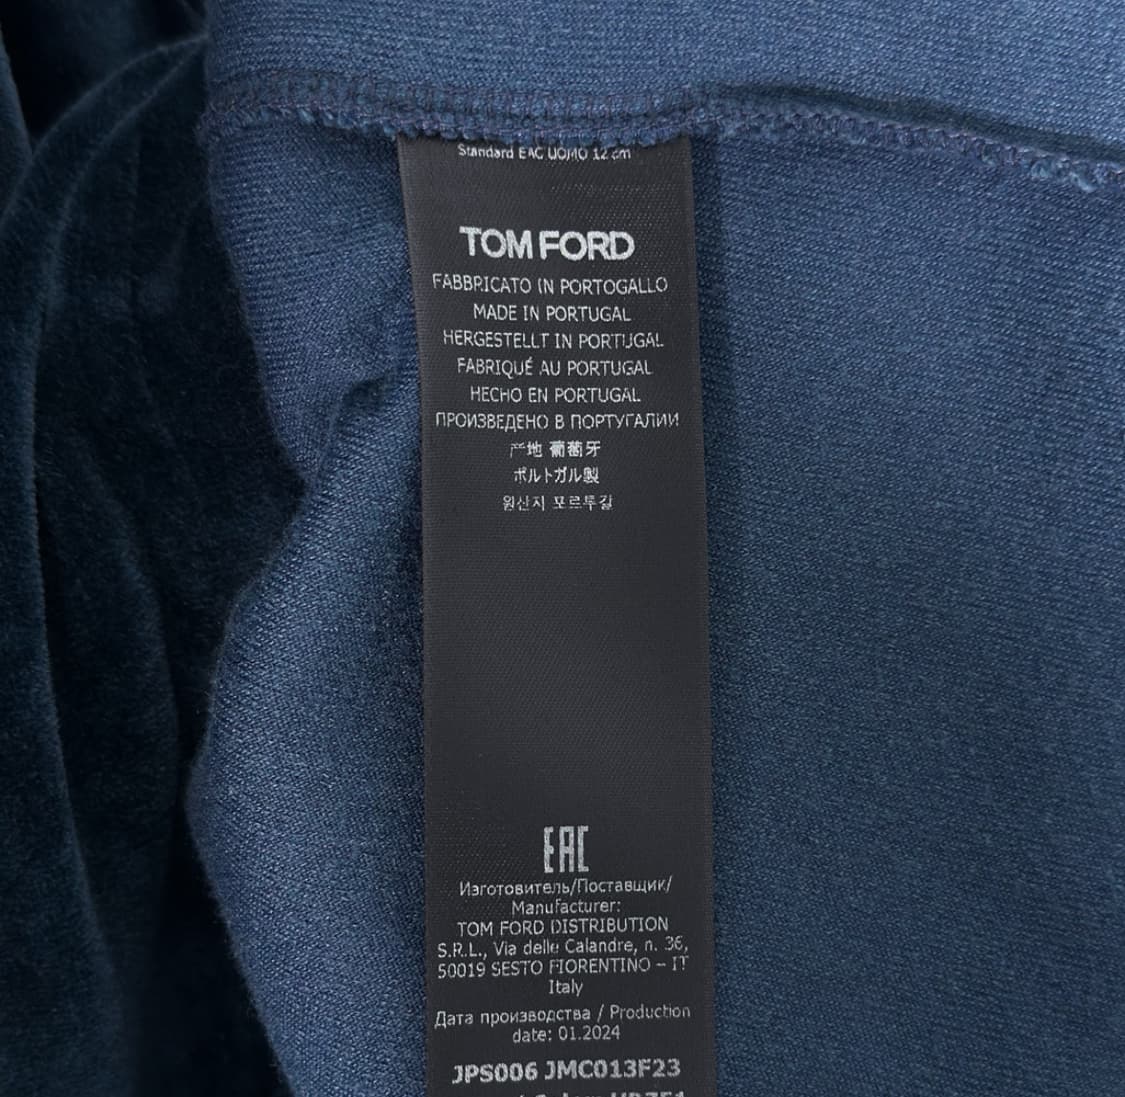 Standard EAC UOMO 12 cm
TOM FORD
FABBRICATO IN PORTOGALLO
MADE IN PORTUGAL
HERGESTELLT IN PORTUGAL
FABRIQUÉ AU PORTUGAL
HECHO EN PORTUGAL
ПРОИЗВЕДЕНО В ПОРТУГАЛИИ
产地 葡萄牙
ポルトガル製
원산지 포르투갈
EAC
Изготовитель/Поставщик/
Manufacturer:
TOM FORD DISTRIBUTION
S.R.L., Via delle Calandre, n. 36,
50019 SESTO FIORENTINO – IT
Italy
Дата производства / Production
date: 01.2024
JPS006 JMC013F23